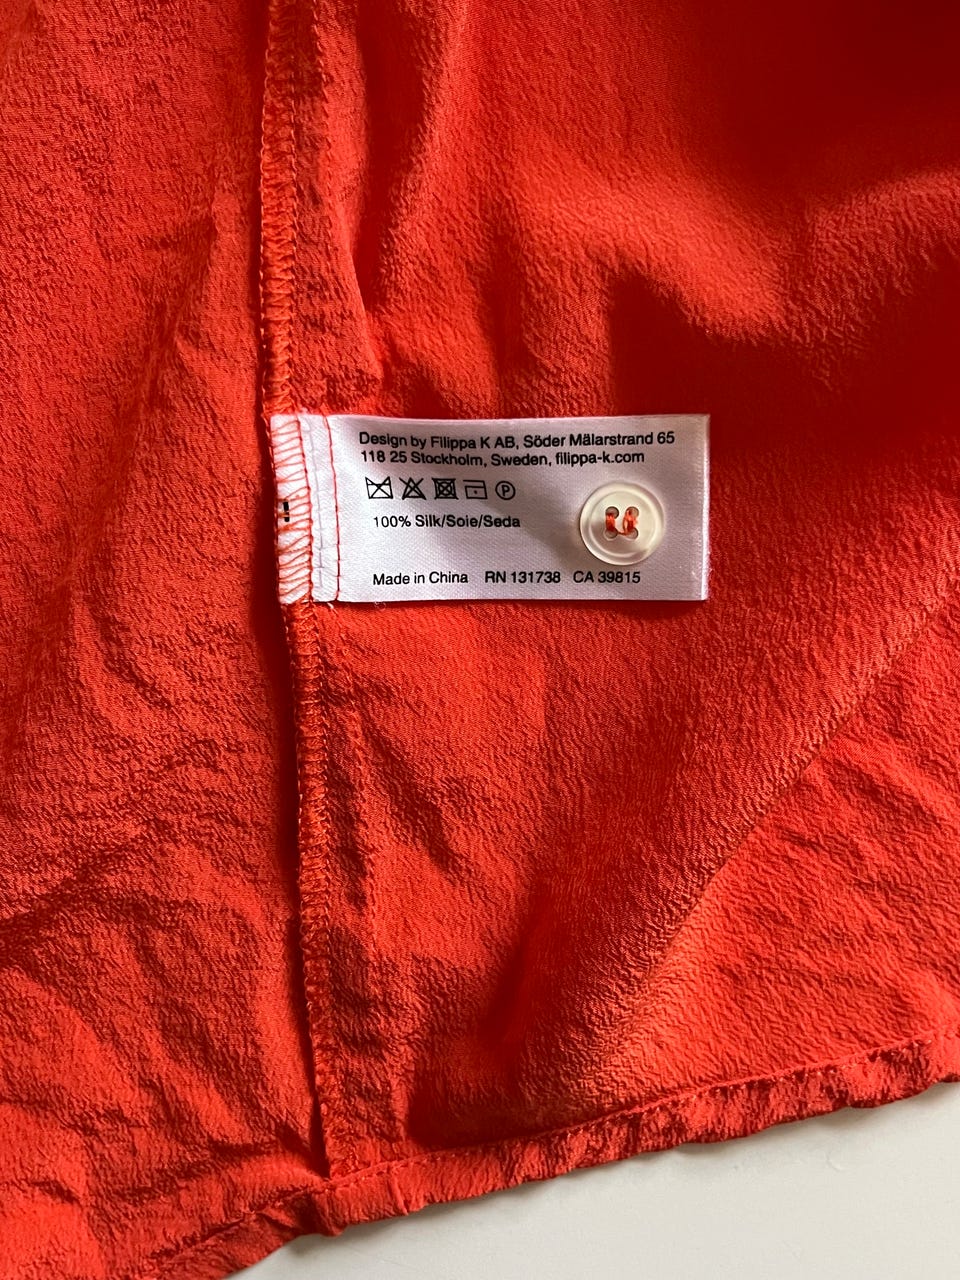 Design by Filippa K AB, Söder Mälarstrand 65
118 25 Stockholm, Sweden, filippa-k.com
P
100% Silk/Soie/Seda
Made in China RN 131738 CA 39815